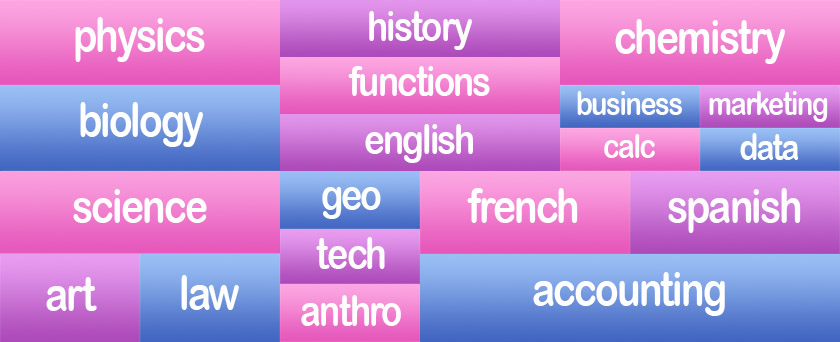 physics
history
chemistry
functions
biology
business
marketing
english
calc
data
science
geo
french
spanish
tech
art
law
anthro
accounting